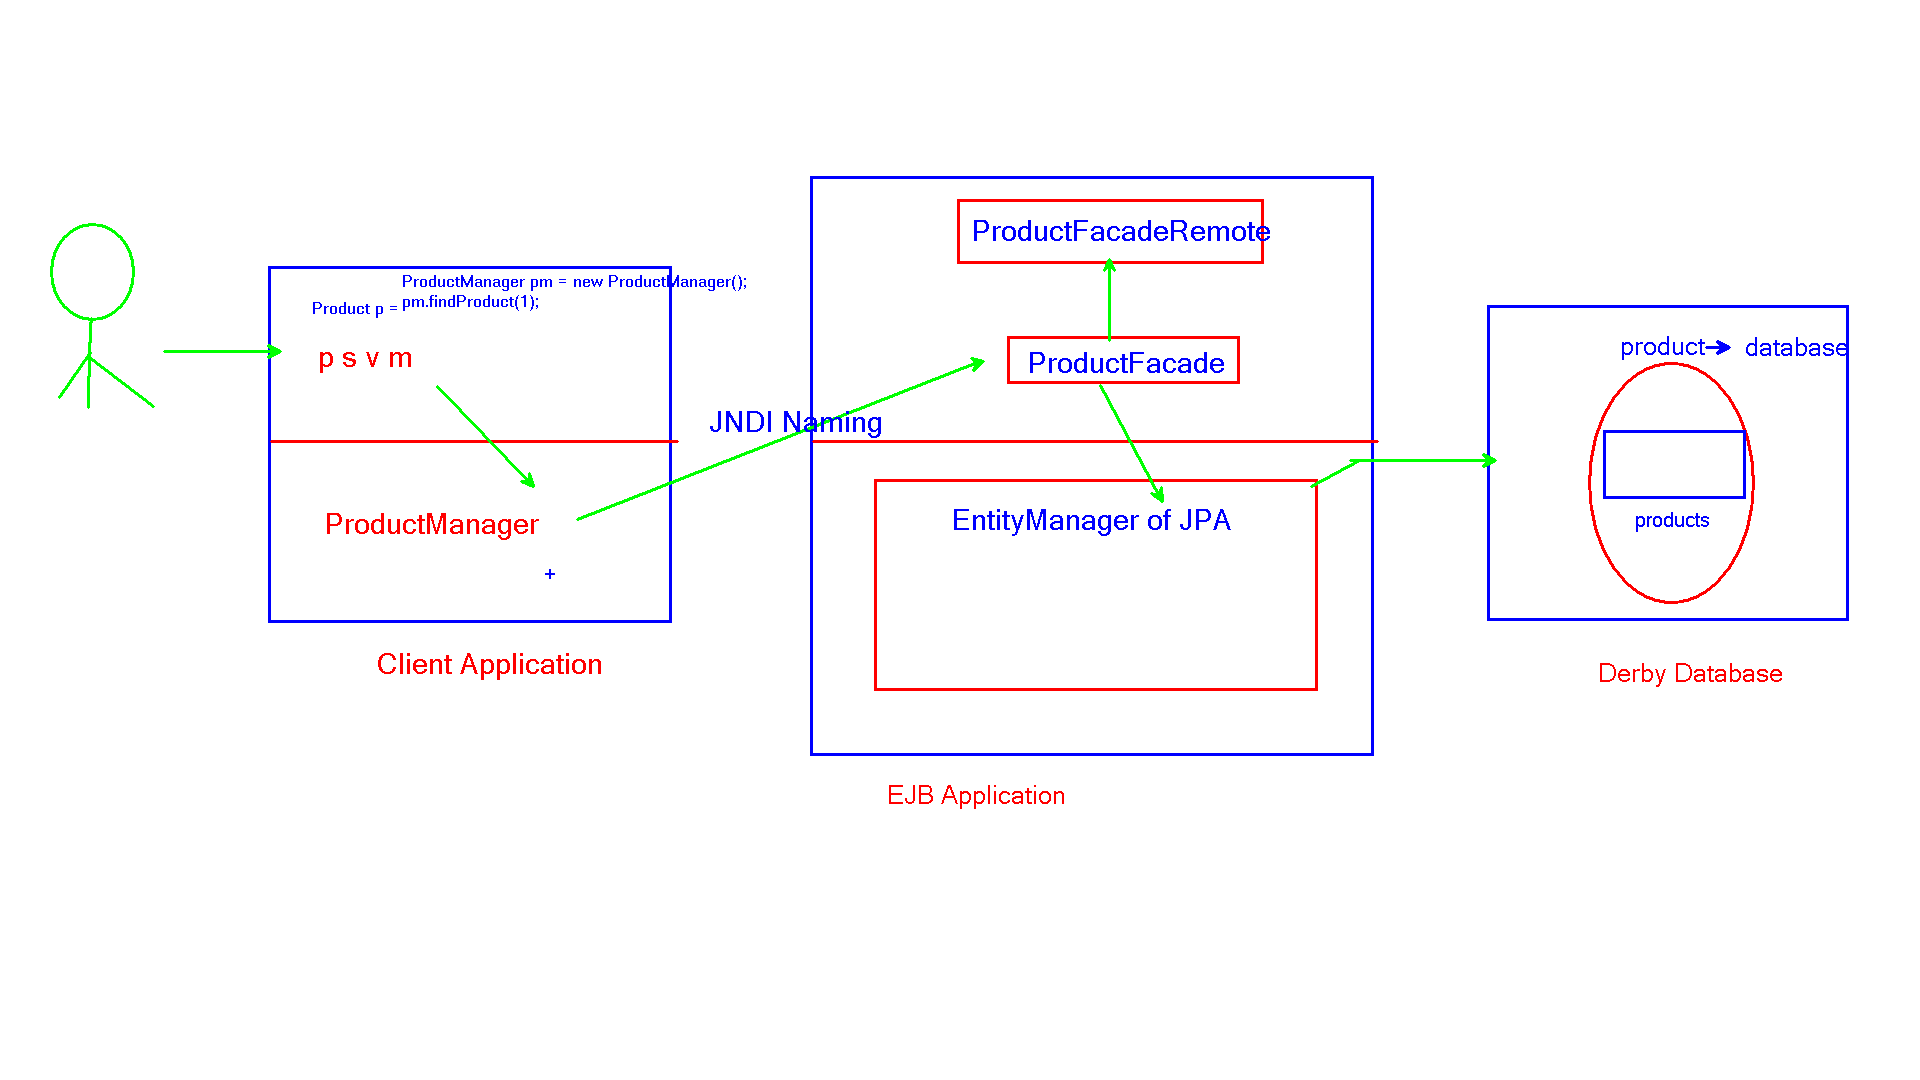 ProductManager pm = new ProductManager();
Product p = pm.findProduct(1);
p s v m
ProductManager
+
Client Application
JNDI Naming
ProductFacadeRemote
ProductFacade
EntityManager of JPA
EJB Application
product database
products
Derby Database